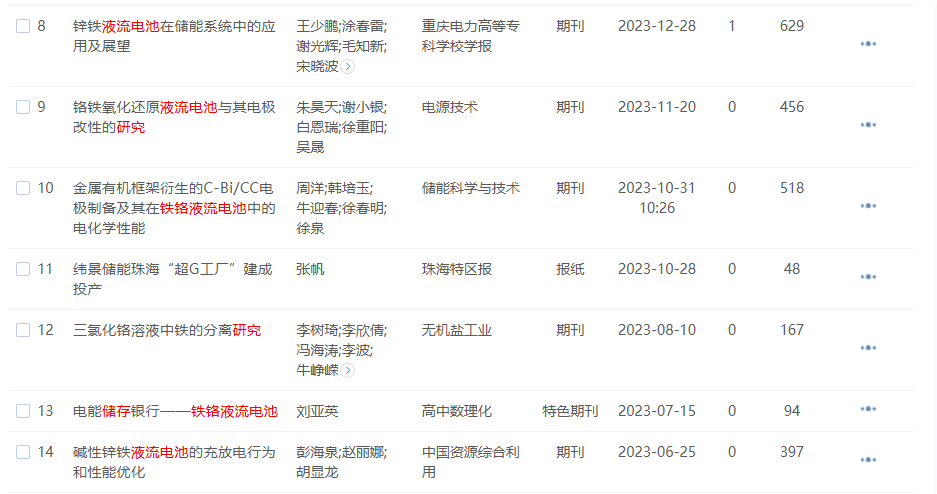 8 锌铁液流电池在储能系统中的应 王少鹏;涂春雷; 重庆电力高等专 期刊 2023-12-28 1 629
用及展望 谢光辉;毛知新; 科学校学报
宋晓波
9 铬铁氧化还原液流电池与其电极 朱昊天;谢小银; 电源技术 期刊 2023-11-20 0 456
改性的研究 白恩瑞;徐重阳;
吴晟
10 金属有机框架衍生的C-Bi/CC电 周洋;韩培玉; 储能科学与技术 期刊 2023-10-31 0 518
极制备及其在铁铬液流电池中的 牛迎春;徐春明; 10:26
电化学性能 徐泉
11 纬景储能珠海“超G工厂”建成 张帆 珠海特区报 报纸 2023-10-28 0 48
投产
12 三氯化铬溶液中铁的分离研究 李树琦;李欣倩; 无机盐工业 期刊 2023-08-10 0 167
冯海涛;李波;
牛峥嵘
13 电能储存银行——铁铬液流电池 刘亚英 高中数理化 特色期刊 2023-07-15 0 94
14 碱性锌铁液流电池的充放电行为 彭海泉;赵丽娜; 中国资源综合利 期刊 2023-06-25 0 397
和性能优化 胡显龙 用